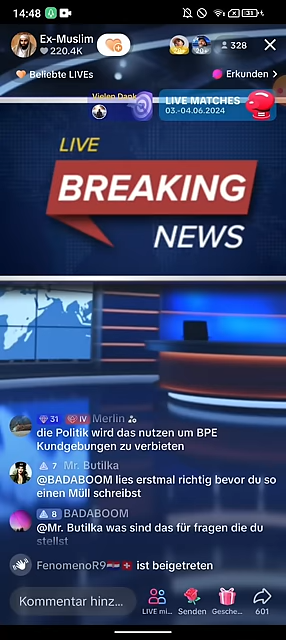 14:48
31
Ex-Muslim
220.4K
20+
328
Beliebte LIVEs
Erkunden
Vielen Dank
LIVE MATCHES
03.-04.06.2024
LIVE
BREAKING
NEWS
31 IV Merlin
die Politik wird das nutzen um BPE
Kundgebungen zu verbieten
7 Mr. Butilka
@BADABOOM lies erstmal richtig bevor du so
einen Müll schreibst
8 BADABOOM
@Mr. Butilka was sind das für fragen die du
stellst
FenomenoR9🇭🇷🇨🇭 ist beigetreten
Kommentar hinz...
LIVE mi...
Senden
Gesche...
601